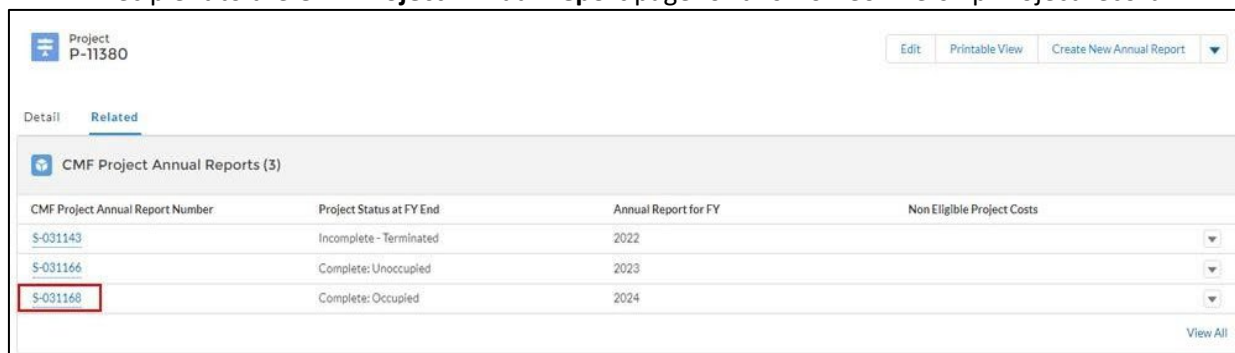 Project
P-11380
Edit Printable View Create New Annual Report
Detail Related
CMF Project Annual Reports (3)
CMF Project Annual Report Number Project Status at FY End Annual Report for FY Non Eligible Project Costs
S-031143 Incomplete - Terminated 2022
S-031166 Complete: Unoccupied 2023
S-031168 Complete: Occupied 2024
View All